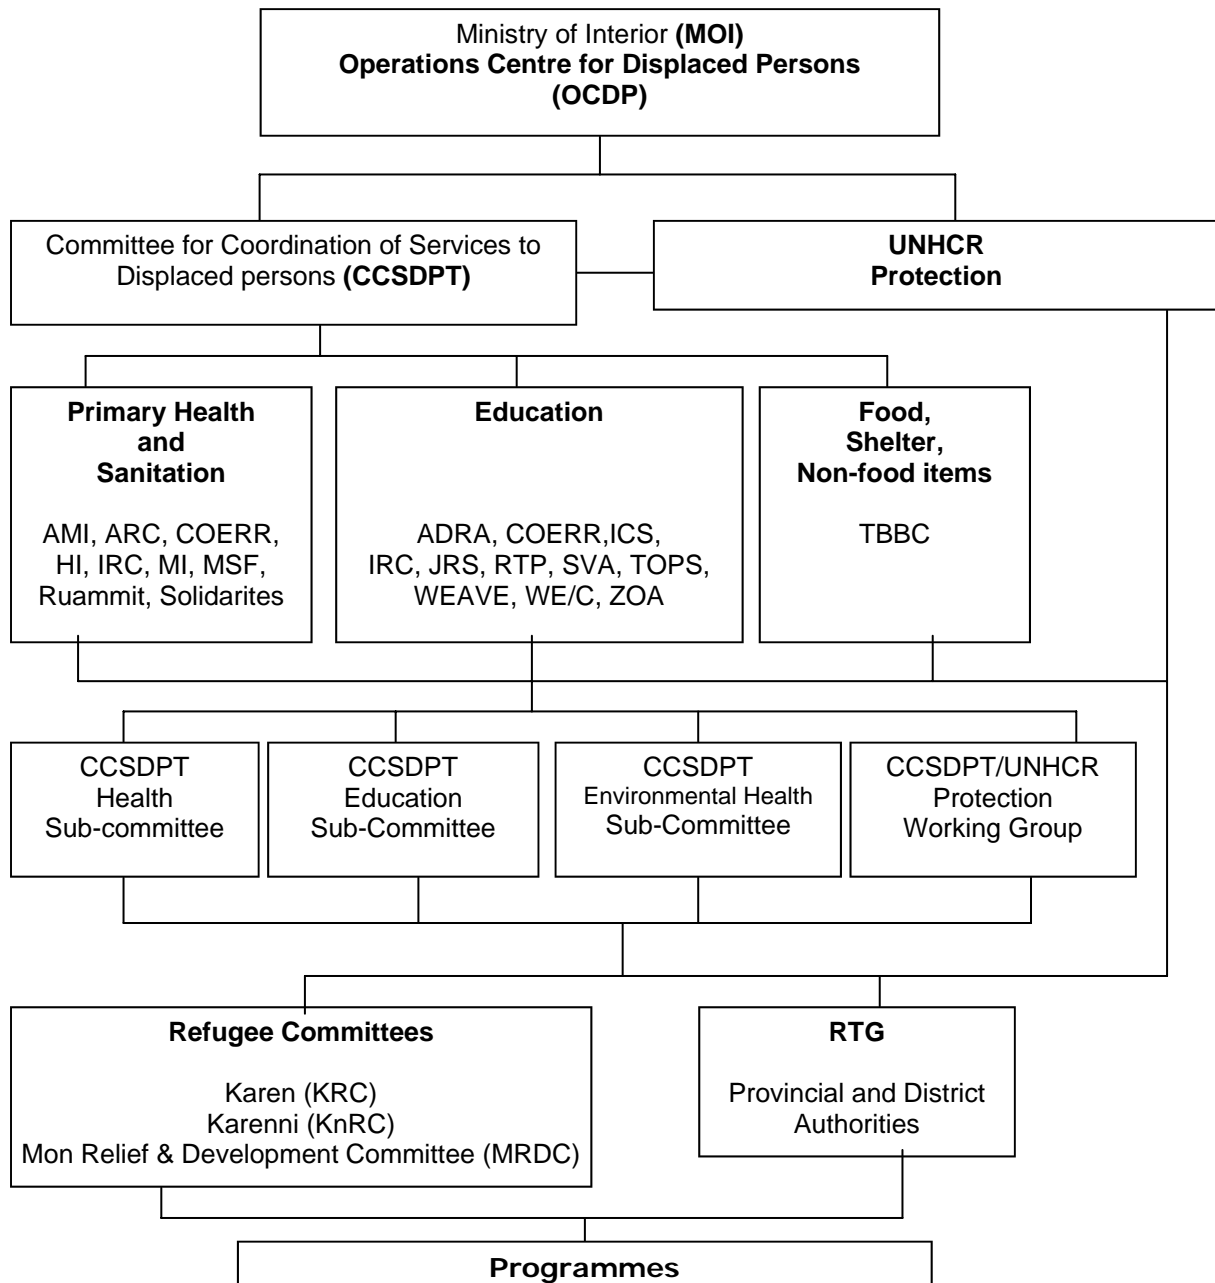 Ministry of Interior (MOI)
Operations Centre for Displaced Persons
(OCDP)
Committee for Coordination of Services to
Displaced persons (CCSDPT)
UNHCR
Protection
Primary Health
and
Sanitation
AMI, ARC, COERR,
HI, IRC, MI, MSF,
Ruammit, Solidarites
Education
ADRA, COERR,ICS,
IRC, JRS, RTP, SVA, TOPS,
WEAVE, WE/C, ZOA
Food,
Shelter,
Non-food items
TBBC
CCSDPT
Health
Sub-committee
CCSDPT
Education
Sub-Committee
CCSDPT
Environmental Health
Sub-Committee
CCSDPT/UNHCR
Protection
Working Group
Refugee Committees
Karen (KRC)
Karenni (KnRC)
Mon Relief & Development Committee (MRDC)
RTG
Provincial and District
Authorities
Programmes